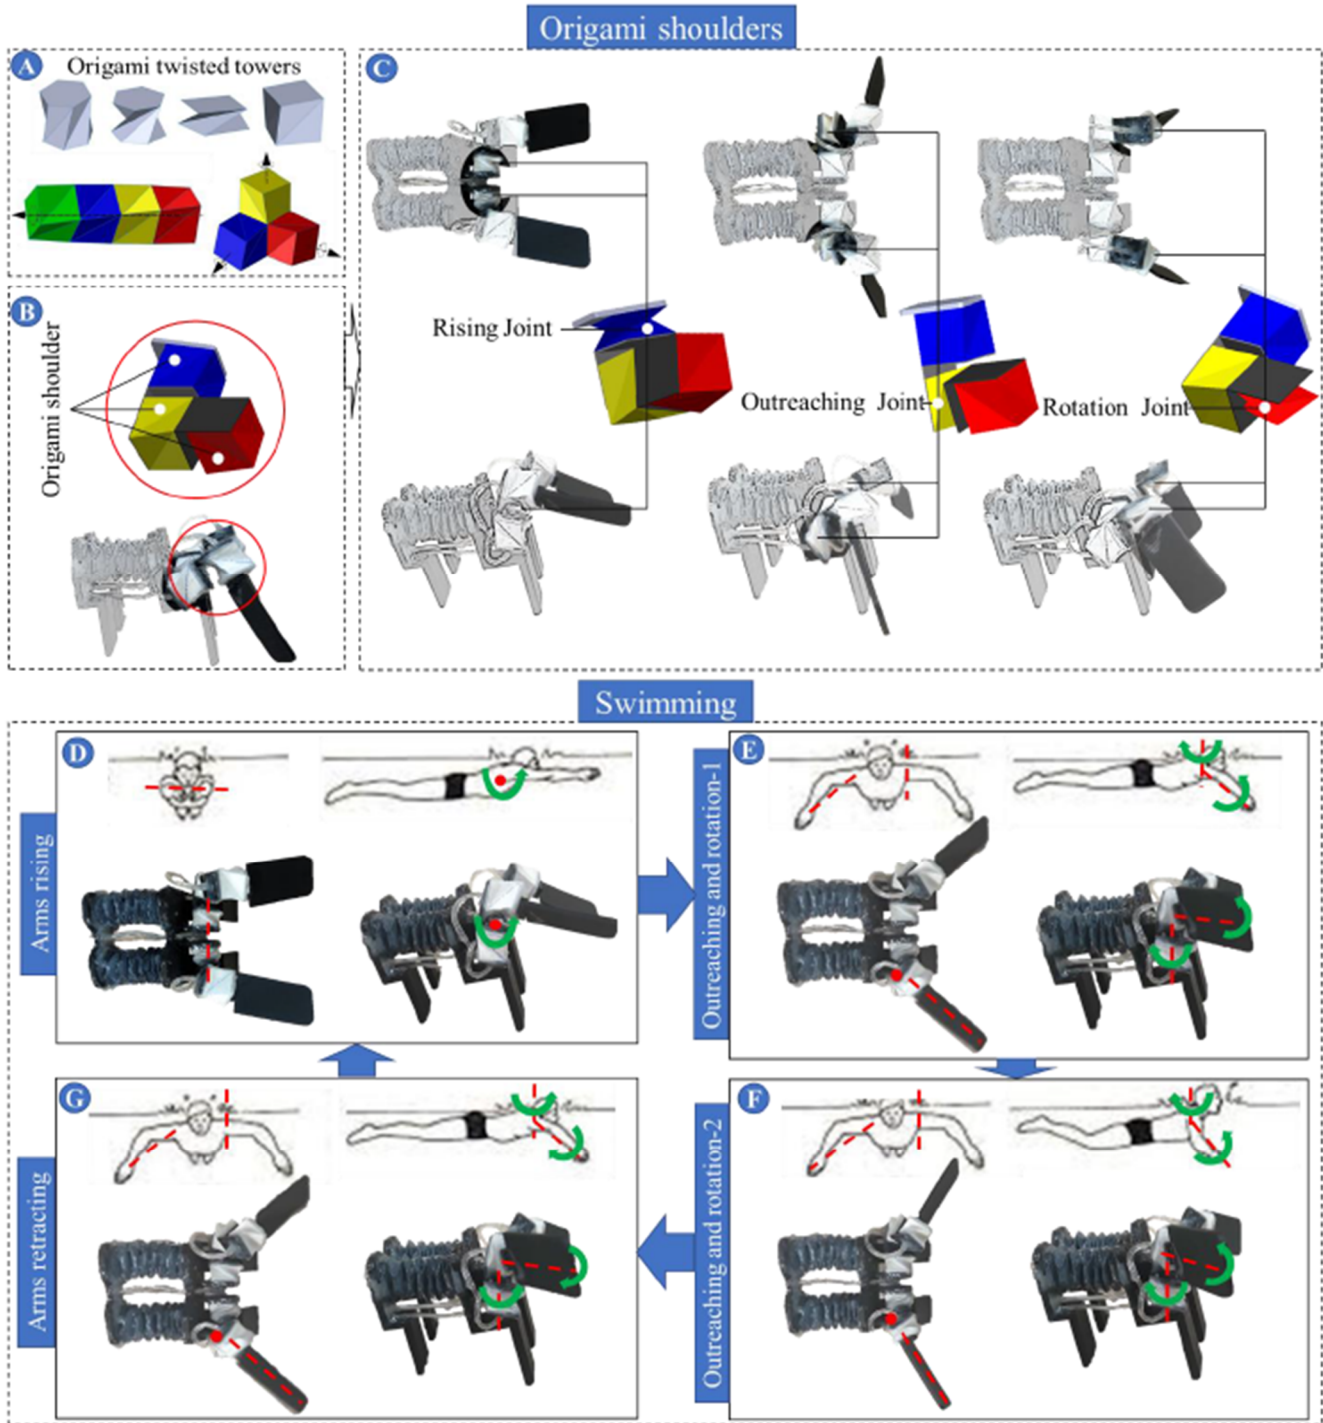 Origami shoulders
A
Origami twisted towers
B
Origami shoulder
C
Rising Joint
Outreaching Joint
Rotation Joint
Swimming
D
Arms rising
E
Outreaching and rotation-1
G
Arms retracting
F
Outreaching and rotation-2